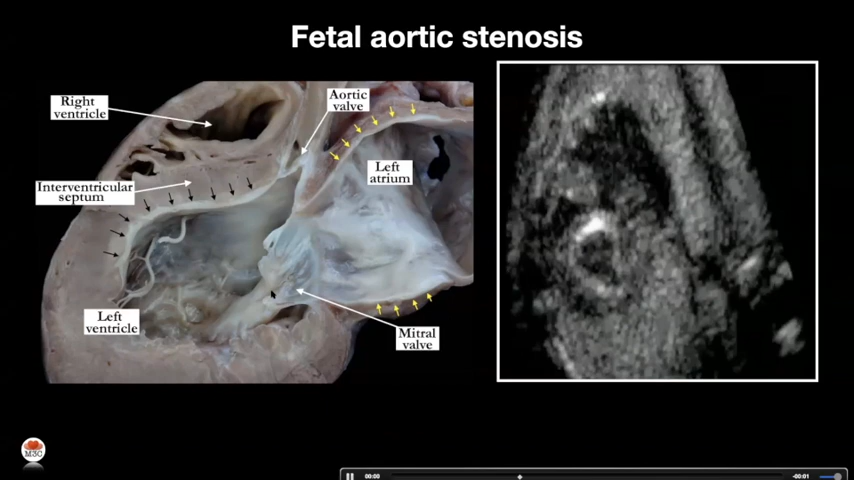 Fetal aortic stenosis
Right
ventricle
Aortic
valve
Left
atrium
Interventricular
septum
Left
ventricle
Mitral
valve
M3C
00:00
-00:01